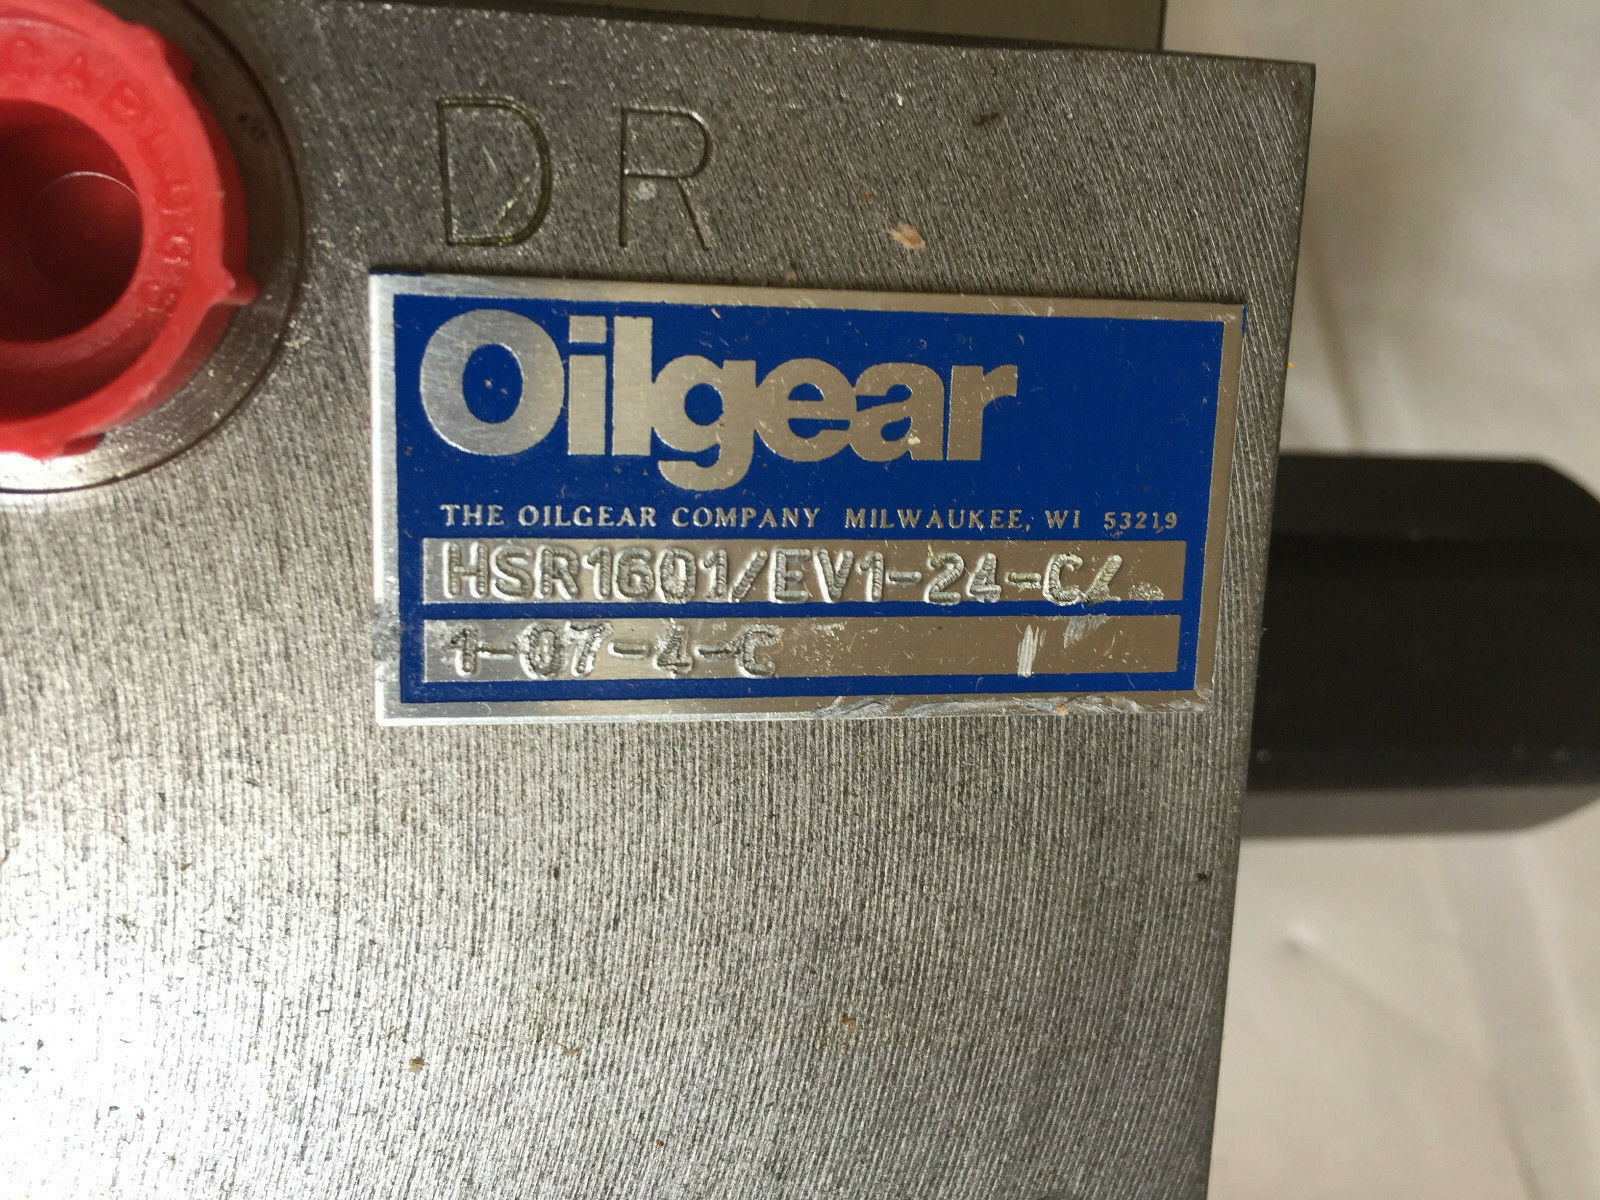 DR
Oilgear
THE OILGEAR COMPANY MILWAUKEE, WI 53219
HSR1601/EV1-24-C/
1-07-4-C